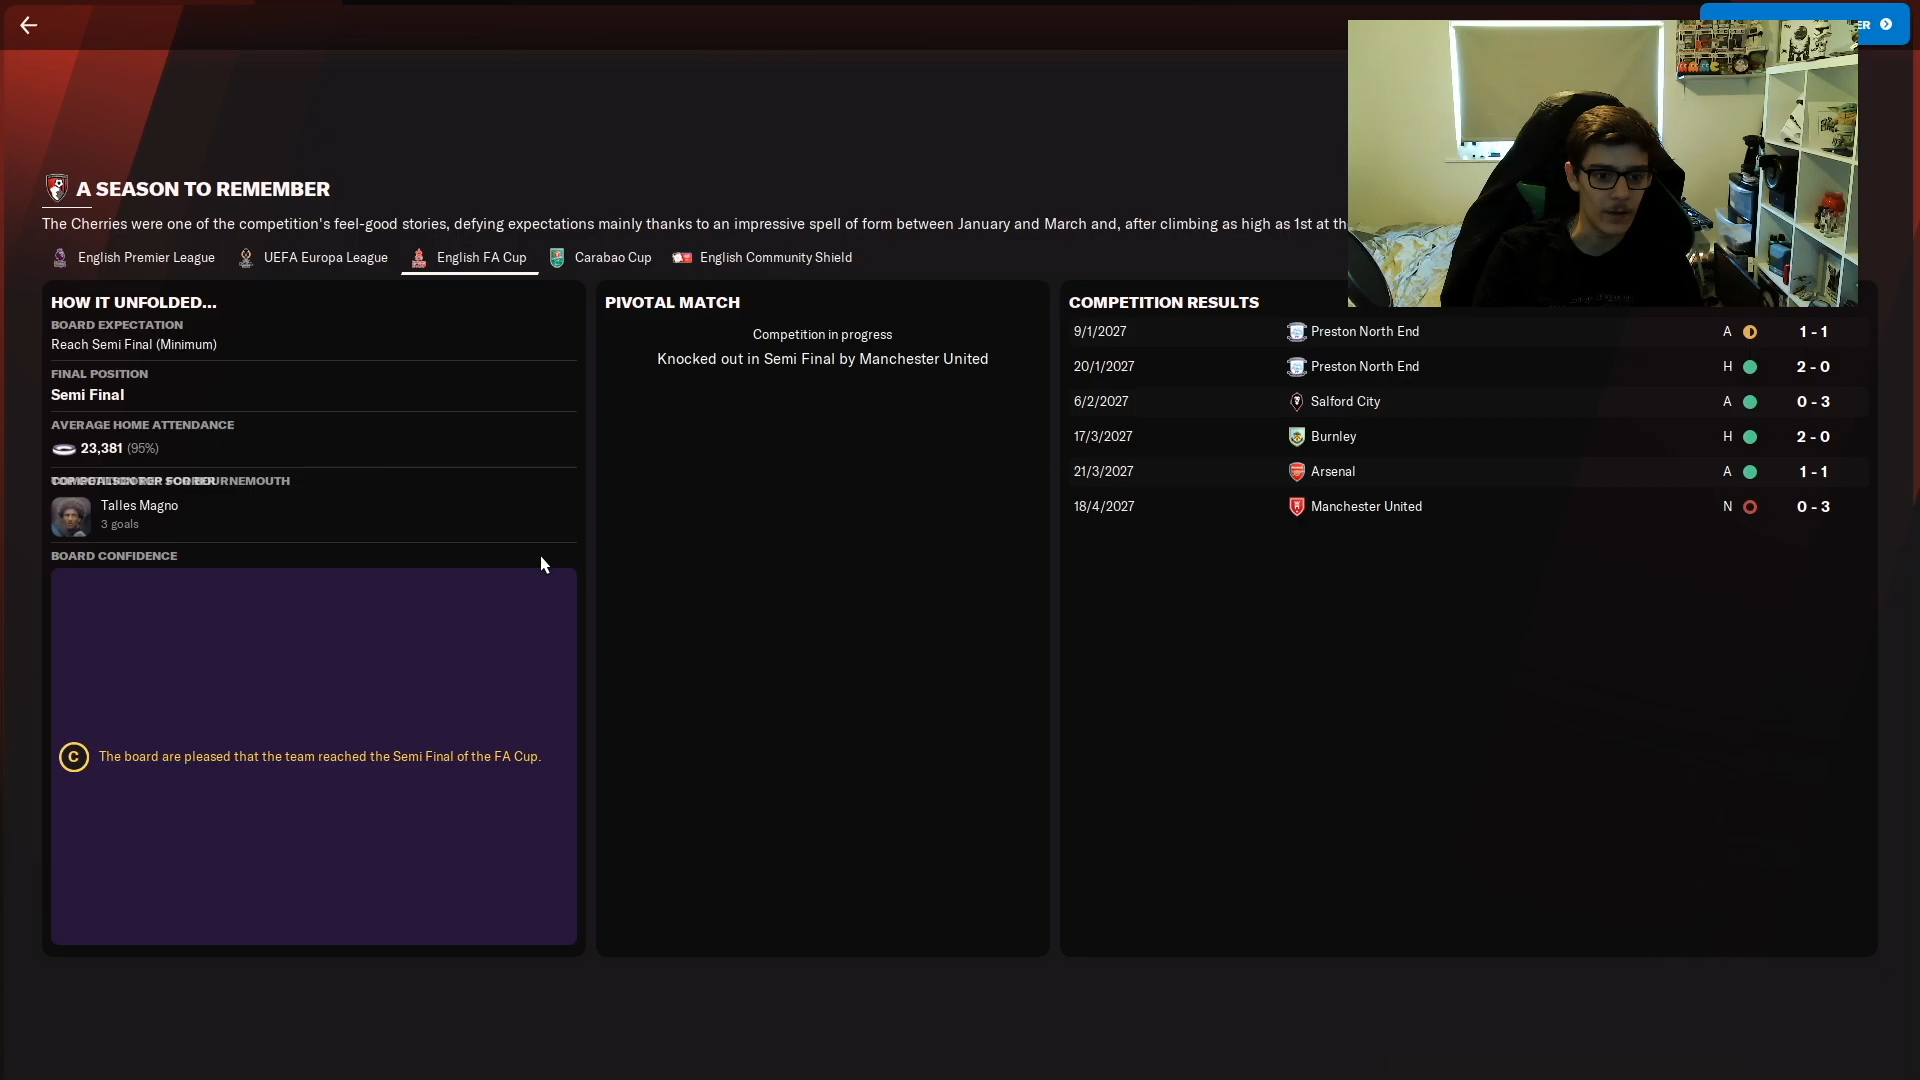 ER
A SEASON TO REMEMBER
The Cherries were one of the competition's feel-good stories, defying expectations mainly thanks to an impressive spell of form between January and March and, after climbing as high as 1st at th
English Premier League UEFA Europa League English FA Cup Carabao Cup English Community Shield
HOW IT UNFOLDED...
BOARD EXPECTATION
Reach Semi Final (Minimum)
FINAL POSITION
Semi Final
AVERAGE HOME ATTENDANCE
23,381 (95%)
Talles Magno
3 goals
BOARD CONFIDENCE
C The board are pleased that the team reached the Semi Final of the FA Cup.
PIVOTAL MATCH
Competition in progress
Knocked out in Semi Final by Manchester United
COMPETITION RESULTS
9/1/2027 Preston North End A 1 - 1
20/1/2027 Preston North End H 2 - 0
6/2/2027 Salford City A 0 - 3
17/3/2027 Burnley H 2 - 0
21/3/2027 Arsenal A 1 - 1
18/4/2027 Manchester United N 0 - 3